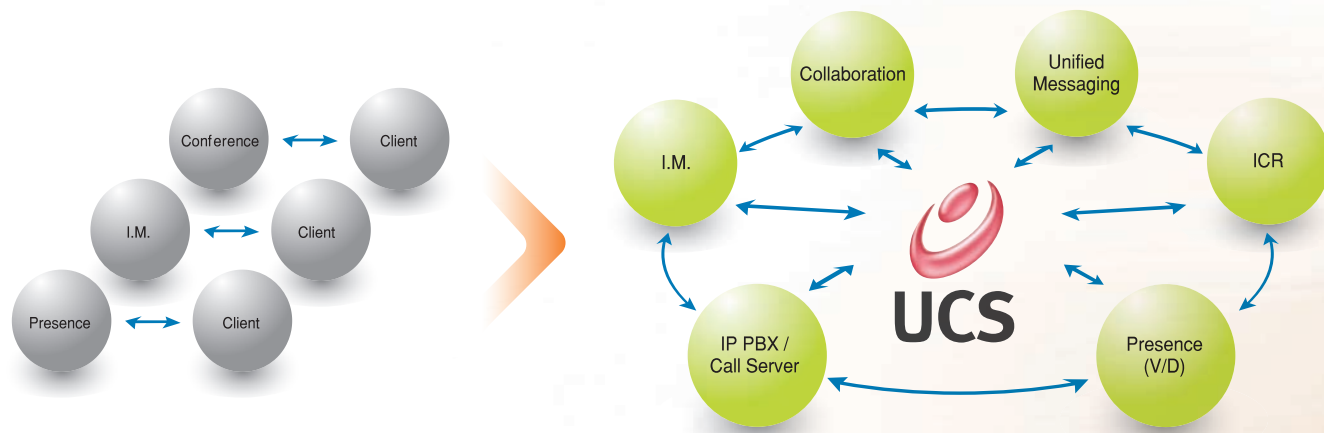 Conference
Client
I.M.
Client
Presence
Client
Collaboration
Unified
Messaging
I.M.
ICR
UCS
IP PBX /
Call Server
Presence
(V/D)